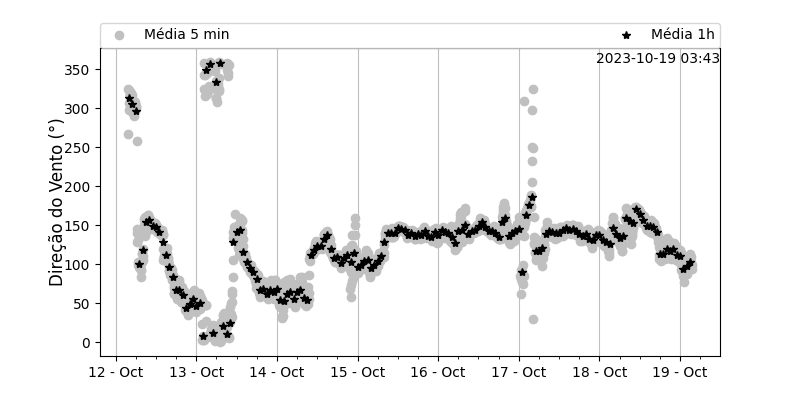 Média 5 min
Média 1h
2023-10-19 03:43
Direção do Vento (°)
350
300
250
200
150
100
50
0
12 - Oct
13 - Oct
14 - Oct
15 - Oct
16 - Oct
17 - Oct
18 - Oct
19 - Oct